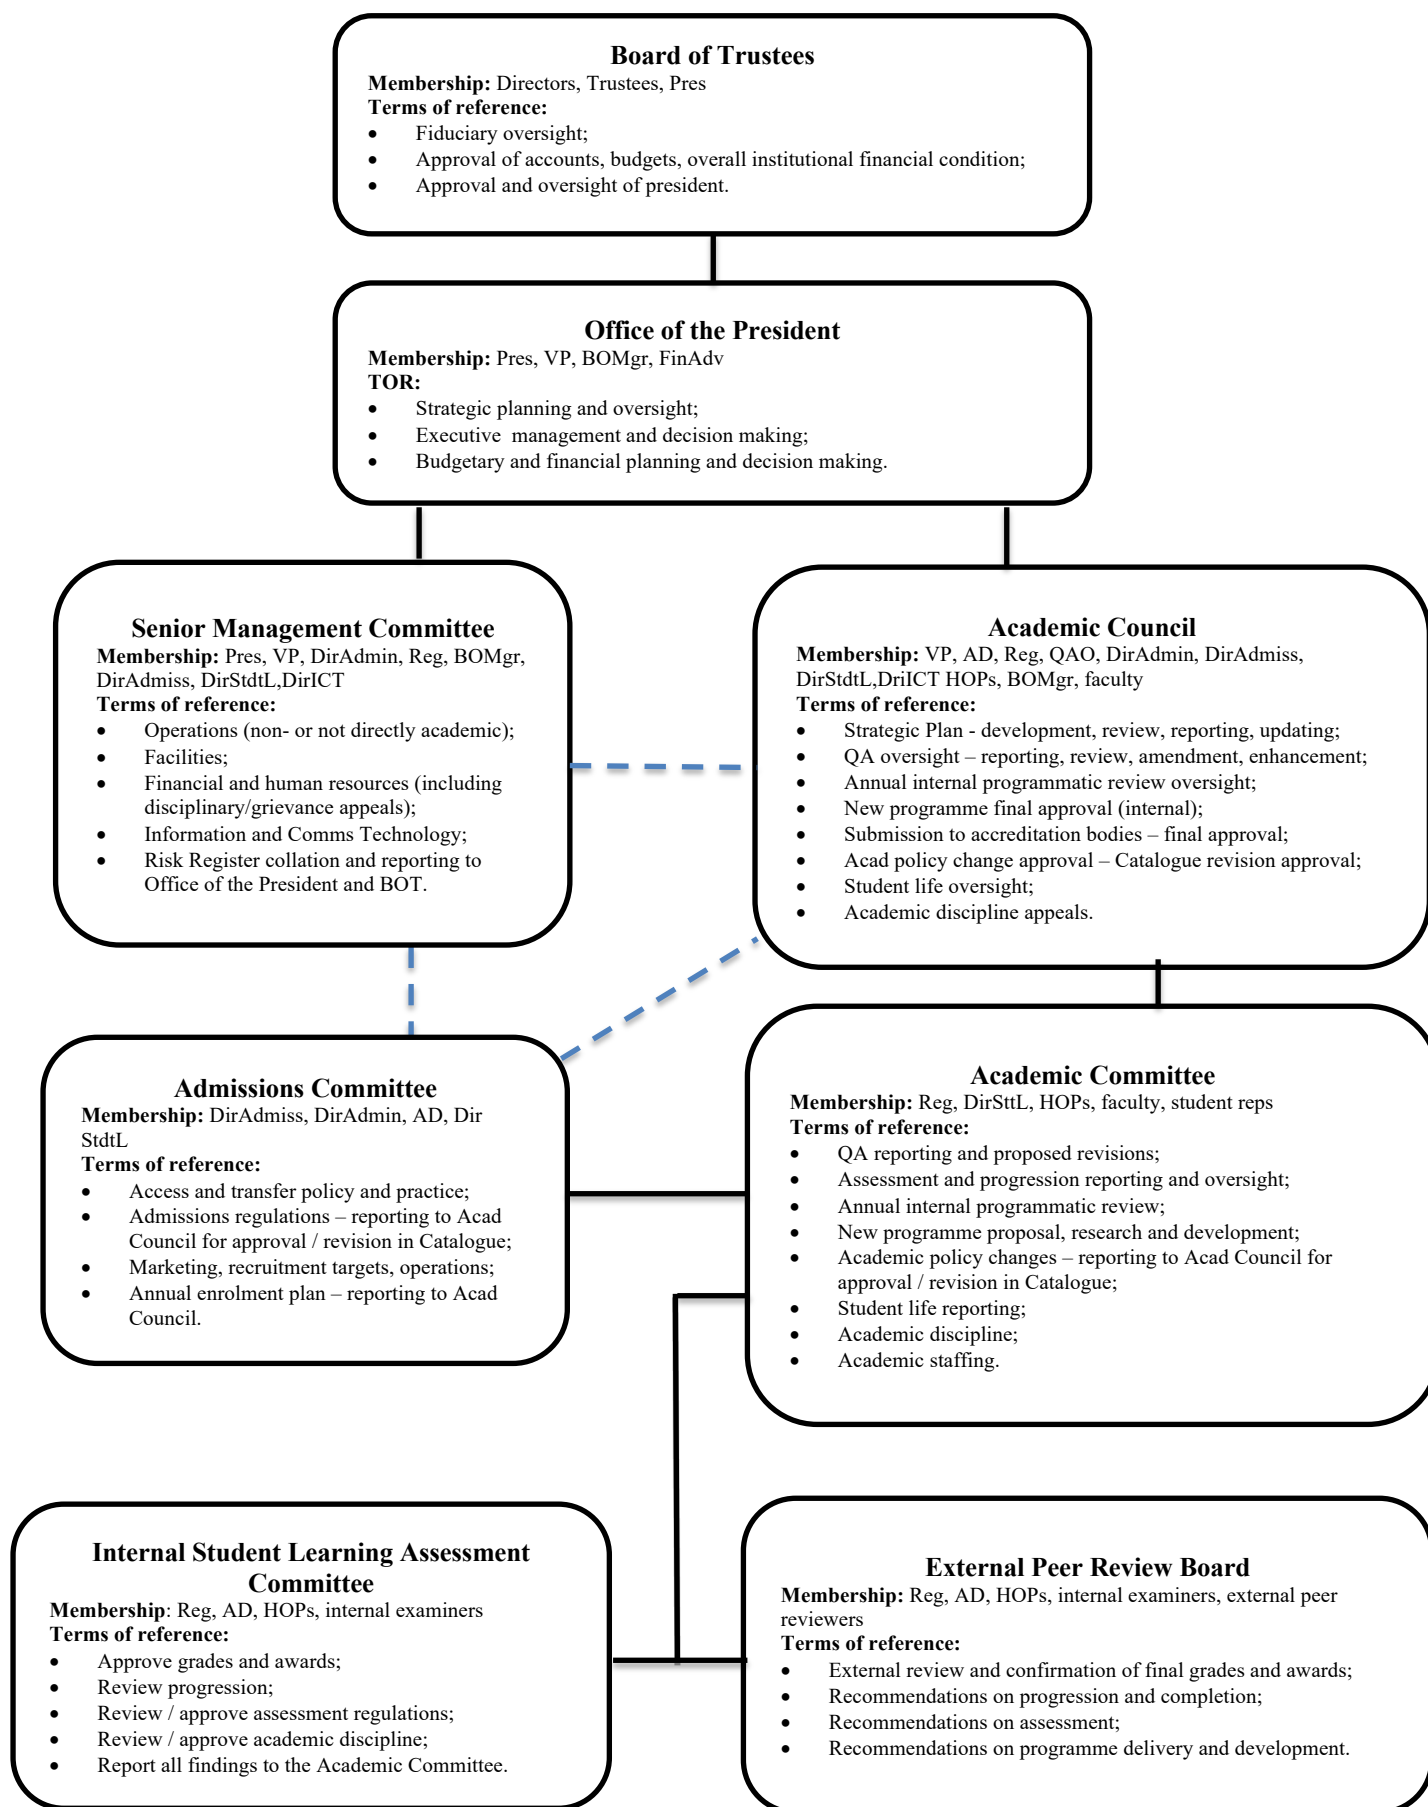 Board of Trustees
Membership: Directors, Trustees, Pres
Terms of reference:
• Fiduciary oversight;
• Approval of accounts, budgets, overall institutional financial condition;
• Approval and oversight of president.
Office of the President
Membership: Pres, VP, BOMgr, FinAdv
TOR:
• Strategic planning and oversight;
• Executive  management and decision making;
• Budgetary and financial planning and decision making.
Senior Management Committee
Membership: Pres, VP, DirAdmin, Reg, BOMgr,
DirAdmiss, DirStdtL,DirICT
Terms of reference:
• Operations (non- or not directly academic);
• Facilities;
• Financial and human resources (including
disciplinary/grievance appeals);
• Information and Comms Technology;
• Risk Register collation and reporting to
Office of the President and BOT.
Academic Council
Membership: VP, AD, Reg, QAO, DirAdmin, DirAdmiss,
DirStdtL,DriICT HOPs, BOMgr, faculty
Terms of reference:
• Strategic Plan - development, review, reporting, updating;
• QA oversight – reporting, review, amendment, enhancement;
• Annual internal programmatic review oversight;
• New programme final approval (internal);
• Submission to accreditation bodies – final approval;
• Acad policy change approval – Catalogue revision approval;
• Student life oversight;
• Academic discipline appeals.
Admissions Committee
Membership: DirAdmiss, DirAdmin, AD, Dir
StdtL
Terms of reference:
• Access and transfer policy and practice;
• Admissions regulations – reporting to Acad
Council for approval / revision in Catalogue;
• Marketing, recruitment targets, operations;
• Annual enrolment plan – reporting to Acad
Council.
Academic Committee
Membership: Reg, DirSttL, HOPs, faculty, student reps
Terms of reference:
• QA reporting and proposed revisions;
• Assessment and progression reporting and oversight;
• Annual internal programmatic review;
• New programme proposal, research and development;
• Academic policy changes – reporting to Acad Council for
approval / revision in Catalogue;
• Student life reporting;
• Academic discipline;
• Academic staffing.
Internal Student Learning Assessment
Committee
Membership: Reg, AD, HOPs, internal examiners
Terms of reference:
• Approve grades and awards;
• Review progression;
• Review / approve assessment regulations;
• Review / approve academic discipline;
• Report all findings to the Academic Committee.
External Peer Review Board
Membership: Reg, AD, HOPs, internal examiners, external peer
reviewers
Terms of reference:
• External review and confirmation of final grades and awards;
• Recommendations on progression and completion;
• Recommendations on assessment;
• Recommendations on programme delivery and development.